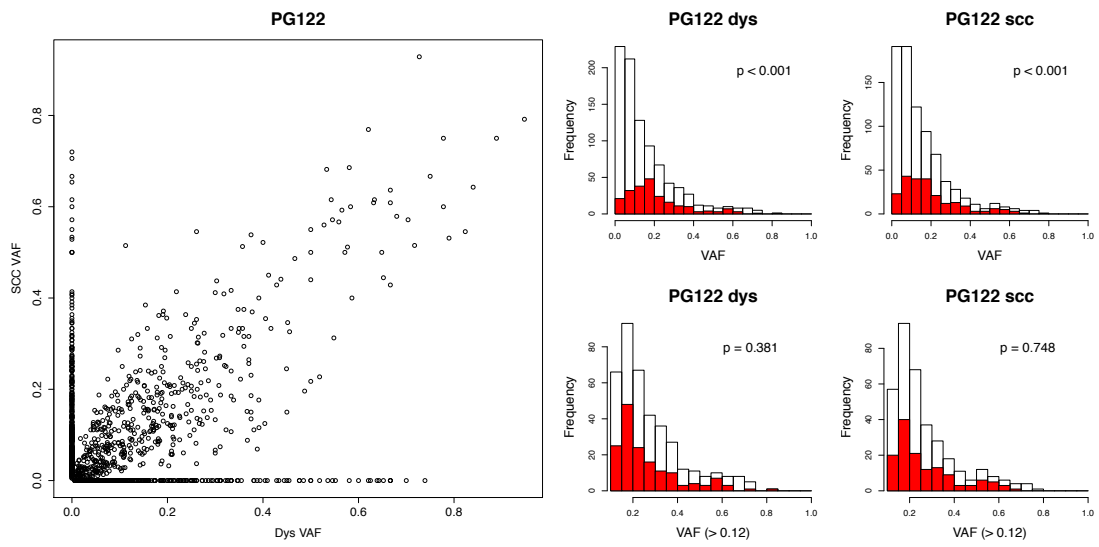 PG122
SCC VAF
0.0 0.2 0.4 0.6 0.8
0.0 0.2 0.4 0.6 0.8
Dys VAF
PG122 dys
p < 0.001
Frequency
0 50 100 150 200
0.0 0.2 0.4 0.6 0.8 1.0
VAF
PG122 scc
p < 0.001
Frequency
0 50 100 150
0.0 0.2 0.4 0.6 0.8 1.0
VAF
PG122 dys
p = 0.381
Frequency
0 20 40 60 80
0.2 0.4 0.6 0.8 1.0
VAF (> 0.12)
PG122 scc
p = 0.748
Frequency
0 20 40 60 80
0.2 0.4 0.6 0.8 1.0
VAF (> 0.12)